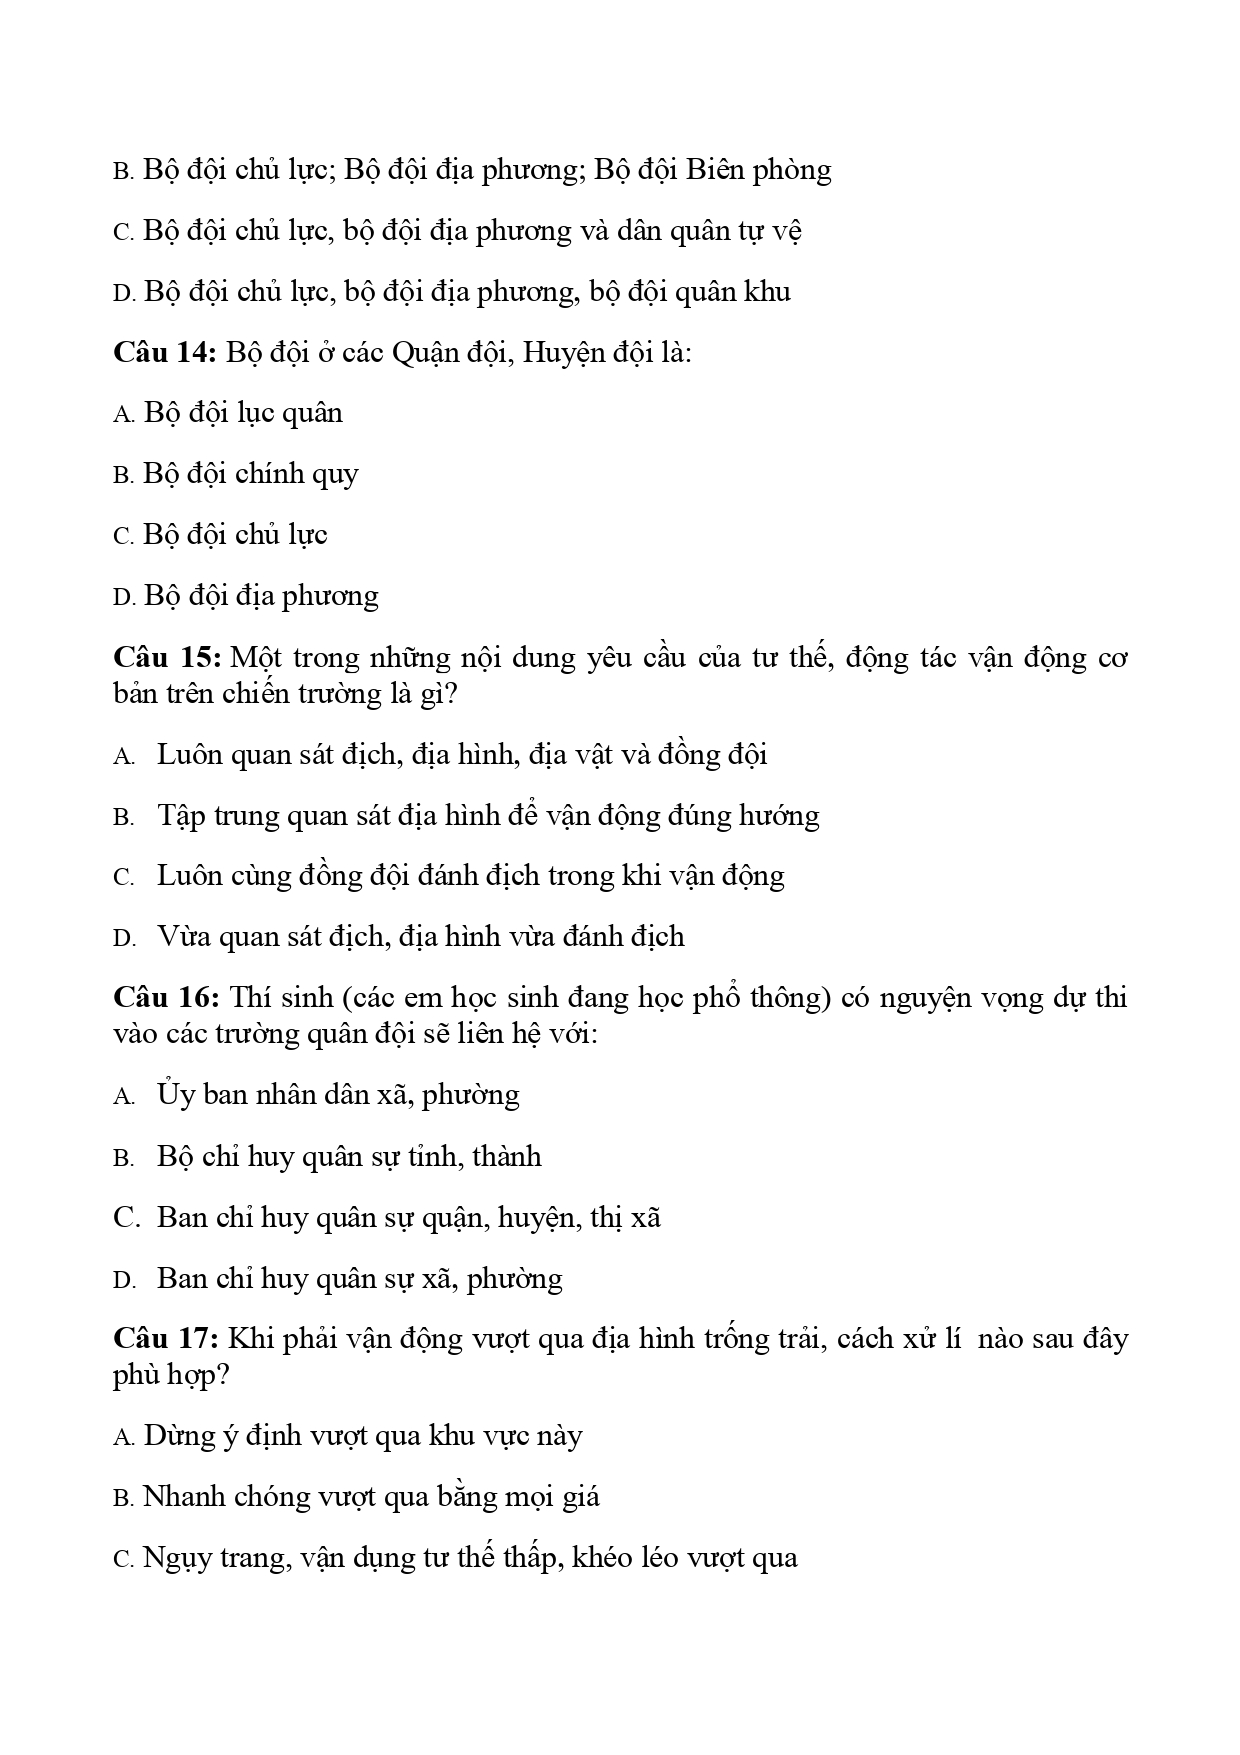 B. Bộ đội chủ lực; Bộ đội địa phương; Bộ đội Biên phòng
C. Bộ đội chủ lực, bộ đội địa phương và dân quân tự vệ
D. Bộ đội chủ lực, bộ đội địa phương, bộ đội quân khu
Câu 14: Bộ đội ở các Quận đội, Huyện đội là:
A. Bộ đội lục quân
B. Bộ đội chính quy
C. Bộ đội chủ lực
D. Bộ đội địa phương
Câu 15: Một trong những nội dung yêu cầu của tư thế, động tác vận động cơ
bản trên chiến trường là gì?
A. Luôn quan sát địch, địa hình, địa vật và đồng đội
B. Tập trung quan sát địa hình để vận động đúng hướng
C. Luôn cùng đồng đội đánh địch trong khi vận động
D. Vừa quan sát địch, địa hình vừa đánh địch
Câu 16: Thí sinh (các em học sinh đang học phổ thông) có nguyện vọng dự thi
vào các trường quân đội sẽ liên hệ với:
A. Ủy ban nhân dân xã, phường
B. Bộ chỉ huy quân sự tỉnh, thành
C. Ban chỉ huy quân sự quận, huyện, thị xã
D. Ban chỉ huy quân sự xã, phường
Câu 17: Khi phải vận động vượt qua địa hình trống trải, cách xử lí nào sau đây
phù hợp?
A. Dừng ý định vượt qua khu vực này
B. Nhanh chóng vượt qua bằng mọi giá
C. Ngụy trang, vận dụng tư thế thấp, khéo léo vượt qua